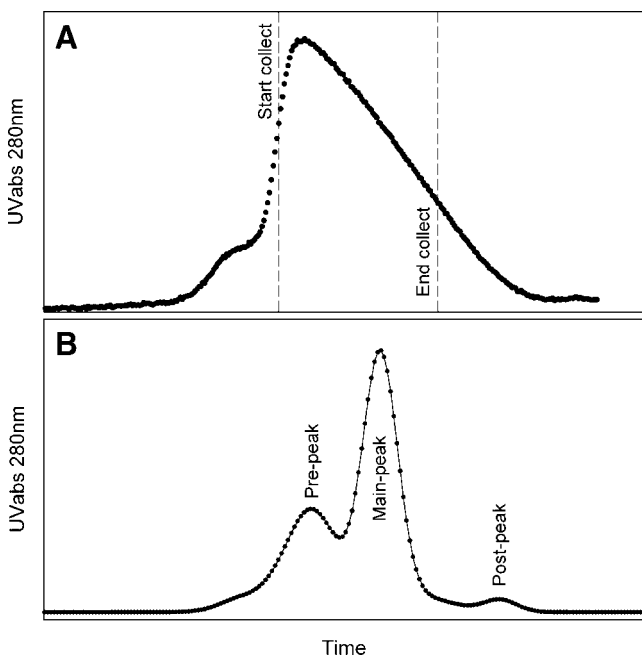 A
UVabs 280nm
Start collect
End collect
B
UVabs 280nm
Pre-peak
Main-peak
Post-peak
Time